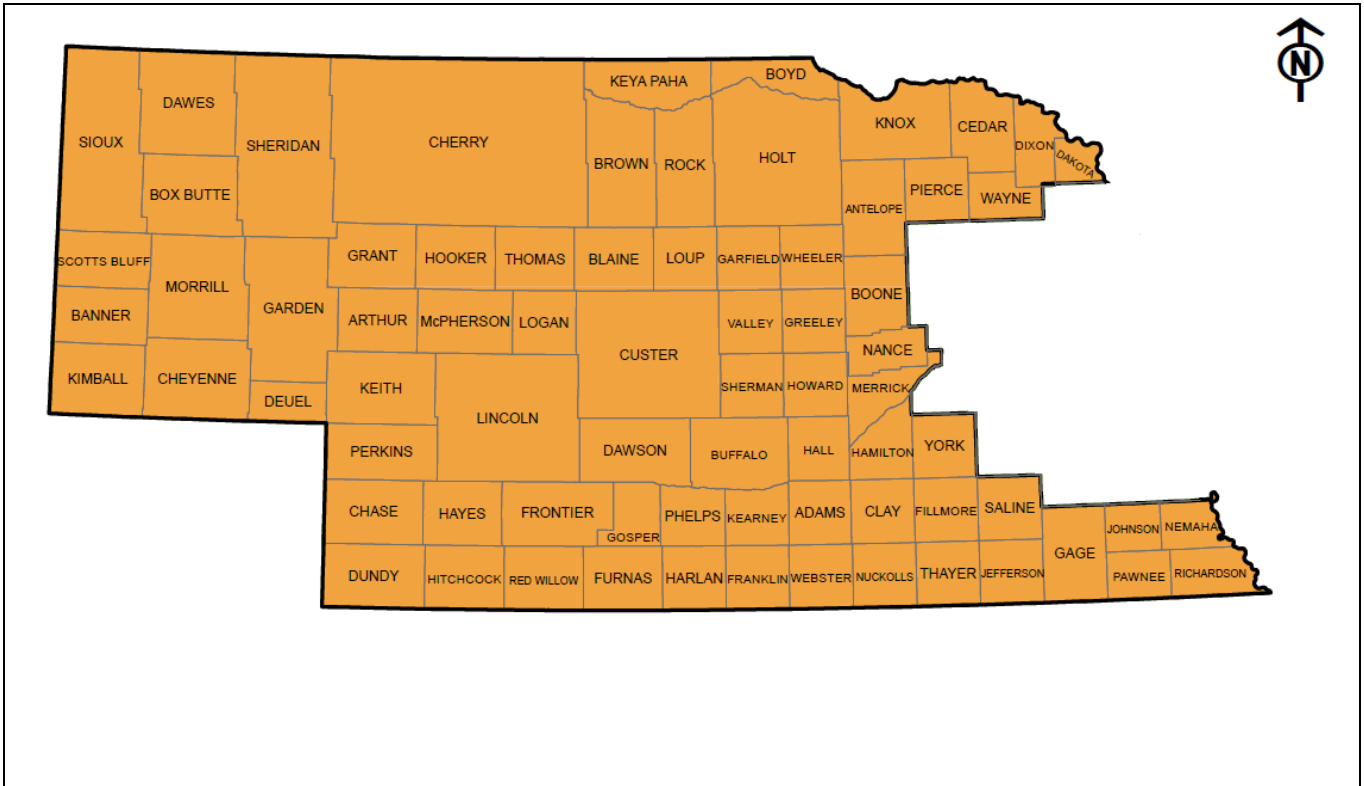 N
BOYD
KEYA PAHA
DAWES
KNOX
CEDAR
SIOUX
CHERRY
SHERIDAN
DIXON
DAKOTA
BROWN
ROCK
HOLT
BOX BUTTE
PIERCE
WAYNE
ANTELOPE
GRANT
HOOKER
THOMAS
BLAINE
LOUP
GARFIELD
WHEELER
SCOTTS BLUFF
MORRILL
GARDEN
BOONE
BANNER
ARTHUR
McPHERSON
LOGAN
VALLEY
GREELEY
CUSTER
NANCE
KIMBALL
CHEYENNE
KEITH
SHERMAN
HOWARD
MERRICK
DEUEL
LINCOLN
PERKINS
DAWSON
BUFFALO
HALL
HAMILTON
YORK
CHASE
HAYES
FRONTIER
GOSPER
PHELPS
KEARNEY
ADAMS
CLAY
FILLMORE
SALINE
JOHNSON
NEMAHA
GAGE
DUNDY
HITCHCOCK
RED WILLOW
FURNAS
HARLAN
FRANKLIN
WEBSTER
NUCKOLLS
THAYER
JEFFERSON
PAWNEE
RICHARDSON